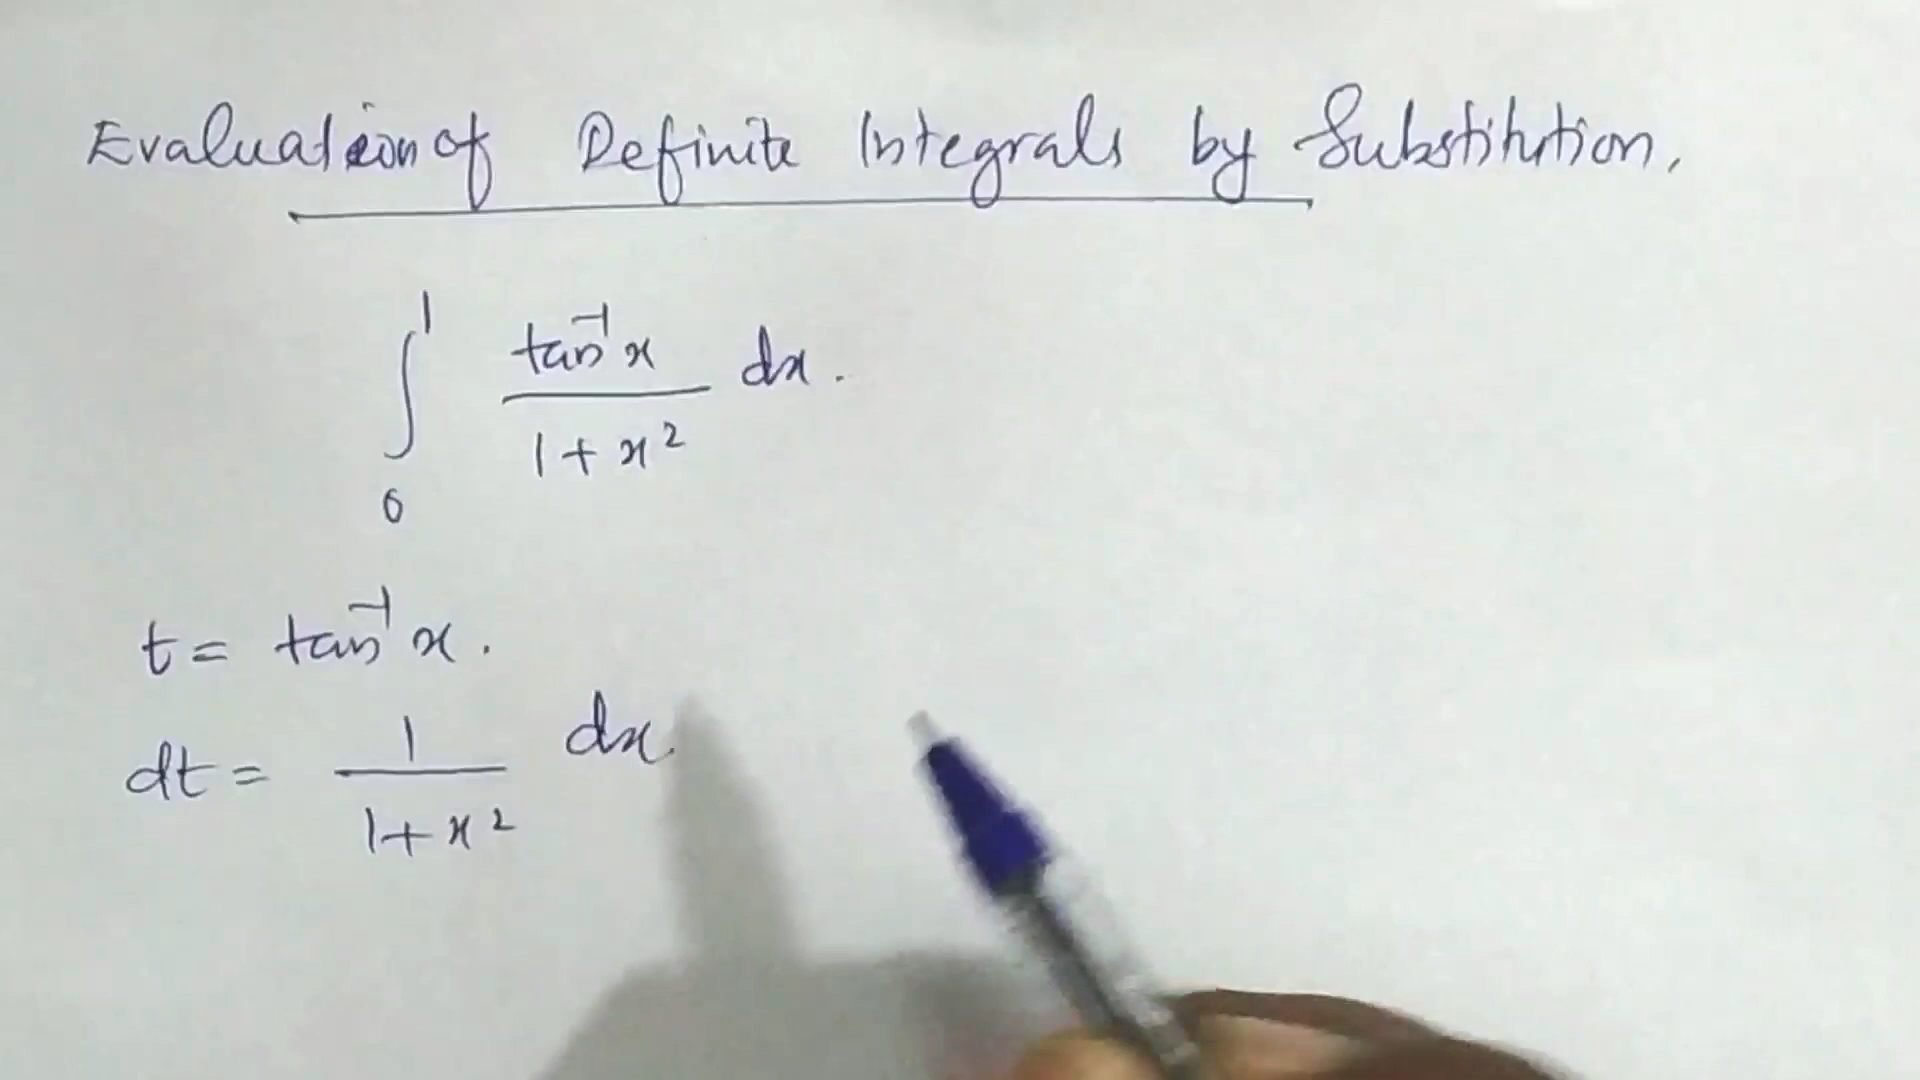 Evaluation of Definite Integrals by Substitution.
∫₀¹ tan⁻¹x / 1+x² dx.
t = tan⁻¹x.
dt = 1 / 1+x² dx